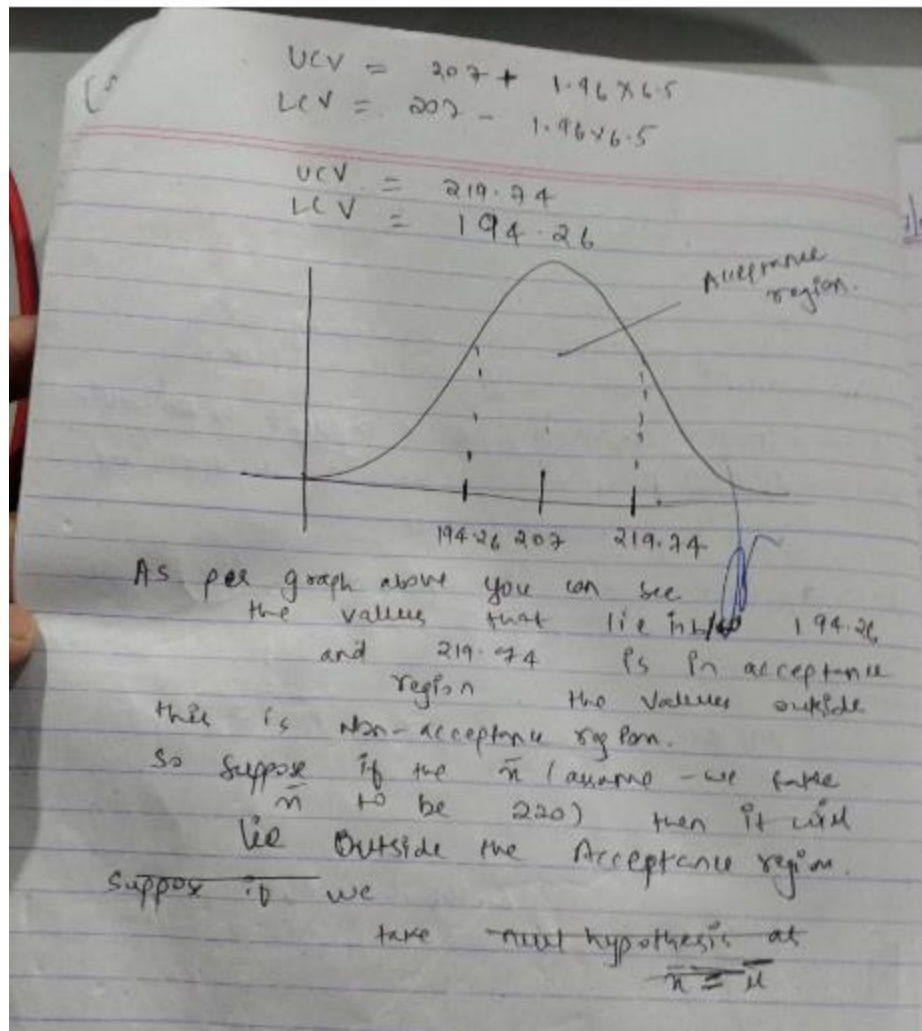 UCV = 207 + 1.96 X 6.5
LCV = 207 - 1.96 x 6.5
UCV = 219.74
LCV = 194.26
Acceptance
region.
194.26 207 219.74
As per graph above you can see
the values that lie 194.26
and 219.74 is in acceptance
region the values outside
this is Non-acceptance region.
So suppose if the x̄ (assume - we take
x̄ to be 220) then it will
lie Outside the Acceptance region.
Suppose if we
take null hypothesis as
x̄ = μ